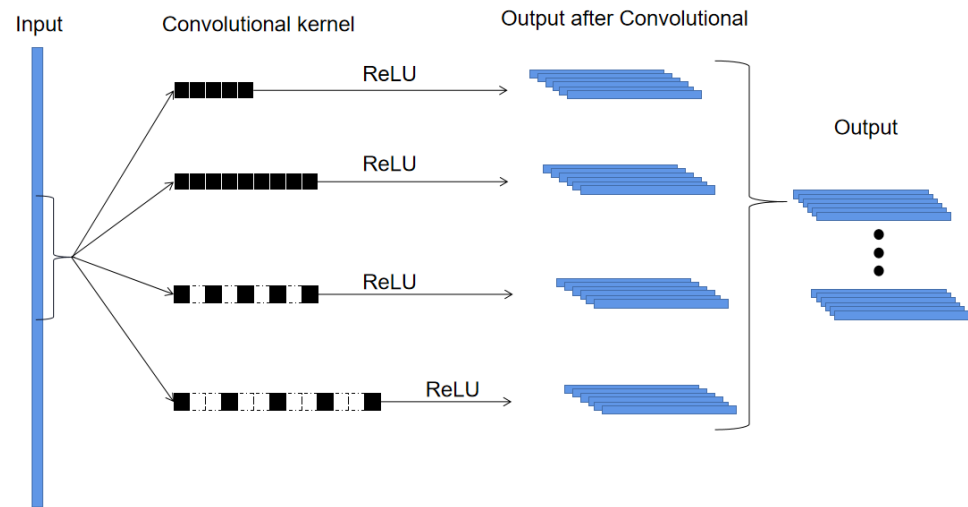 Input
Convolutional kernel
Output after Convolutional
ReLU
Output
ReLU
ReLU
ReLU